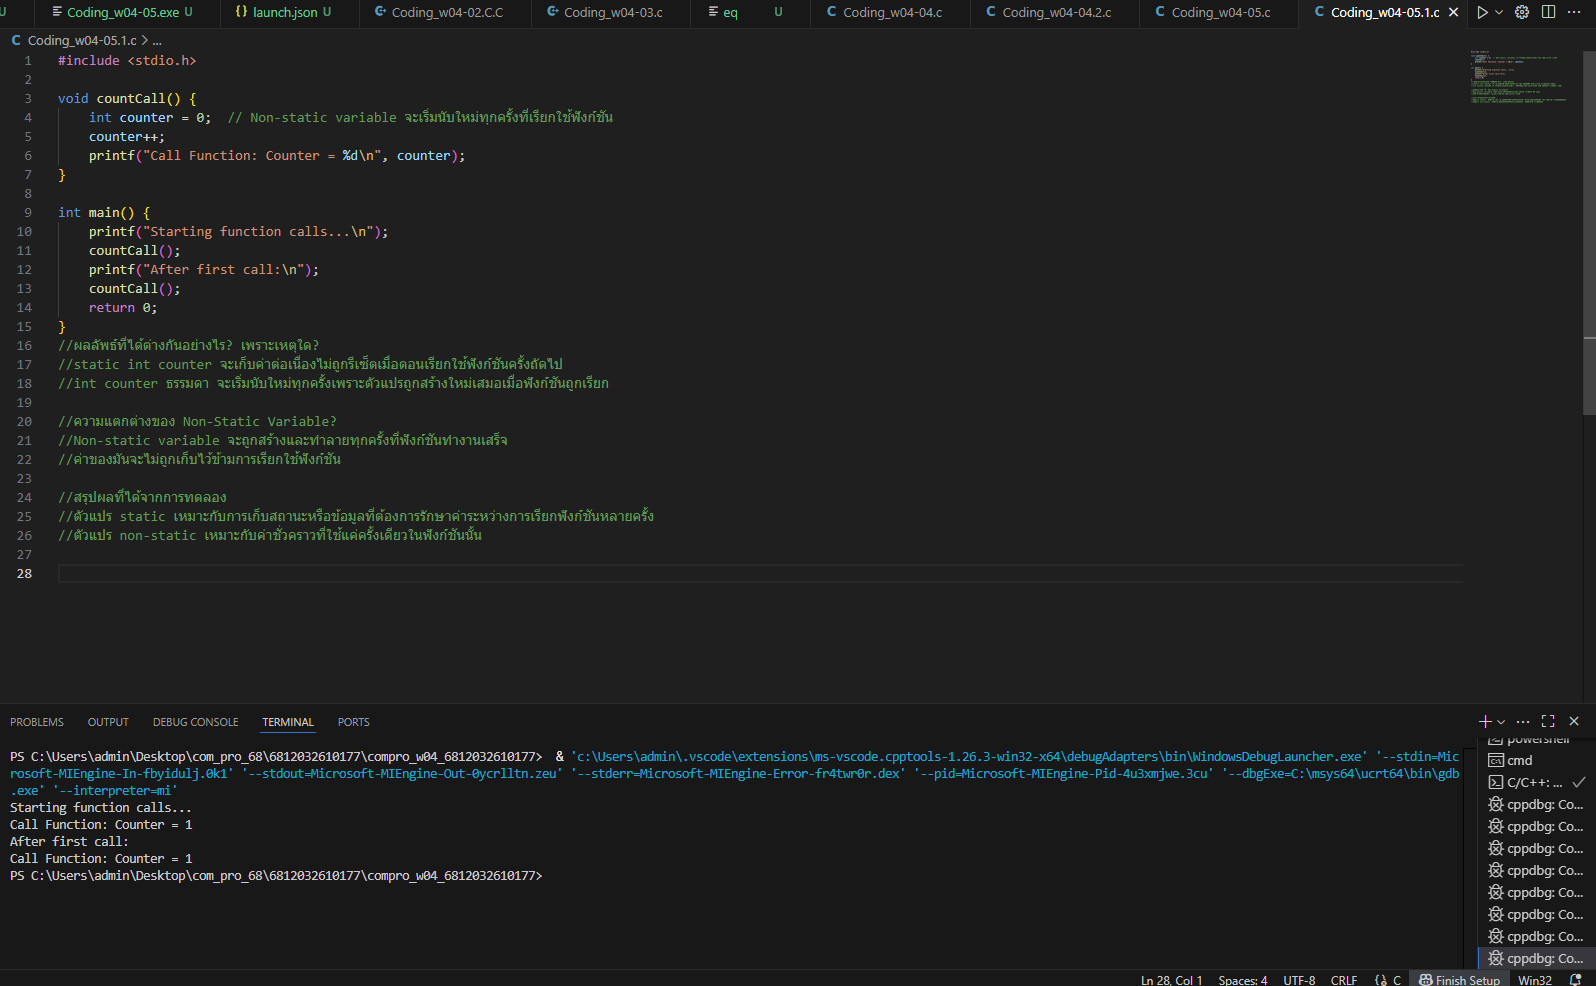 U
Coding_w04-05.exe U
launch.json U
Coding_w04-02.C.C
Coding_w04-03.c
eq U
Coding_w04-04.c
Coding_w04-04.2.c
Coding_w04-05.c
Coding_w04-05.1.c
Coding_w04-05.1.c > ...
1 #include <stdio.h>
2
3 void countCall() {
4 int counter = 0;  // Non-static variable จะเริ่มนับใหม่ทุกครั้งที่เรียกใช้ฟังก์ชัน
5 counter++;
6 printf("Call Function: Counter = %d\n", counter);
7 }
8
9 int main() {
10 printf("Starting function calls...\n");
11 countCall();
12 printf("After first call:\n");
13 countCall();
14 return 0;
15 }
16 //ผลลัพธ์ที่ได้ต่างกันอย่างไร? เพราะเหตุใด?
17 //static int counter จะเก็บค่าต่อเนื่องไม่ถูกรีเซ็ตเมื่อตอนเรียกใช้ฟังก์ชันครั้งถัดไป
18 //int counter ธรรมดา จะเริ่มนับใหม่ทุกครั้งเพราะตัวแปรถูกสร้างใหม่เสมอเมื่อฟังก์ชันถูกเรียก
19
20 //ความแตกต่างของ Non-Static Variable?
21 //Non-static variable จะถูกสร้างและทำลายทุกครั้งที่ฟังก์ชันทำงานเสร็จ
22 //ค่าของมันจะไม่ถูกเก็บไว้ข้ามการเรียกใช้ฟังก์ชัน
23
24 //สรุปผลที่ได้จากการทดลอง
25 //ตัวแปร static เหมาะกับการเก็บสถานะหรือข้อมูลที่ต้องการรักษาค่าระหว่างการเรียกฟังก์ชันหลายครั้ง
26 //ตัวแปร non-static เหมาะกับค่าชั่วคราวที่ใช้แค่ครั้งเดียวในฟังก์ชันนั้น
27
28
PROBLEMS OUTPUT DEBUG CONSOLE TERMINAL PORTS
PS C:\Users\admin\Desktop\com_pro_68\6812032610177\compro_w04_6812032610177>  & 'c:\Users\admin\.vscode\extensions\ms-vscode.cpptools-1.26.3-win32-x64\debugAdapters\bin\WindowsDebugLauncher.exe' '--stdin=Mic
rosoft-MIEngine-In-fbyidulj.0k1' '--stdout=Microsoft-MIEngine-Out-0ycrlltn.zeu' '--stderr=Microsoft-MIEngine-Error-fr4twr0r.dex' '--pid=Microsoft-MIEngine-Pid-4u3xmjwe.3cu' '--dbgExe=C:\msys64\ucrt64\bin\gdb
.exe' '--interpreter=mi'
Starting function calls...
Call Function: Counter = 1
After first call:
Call Function: Counter = 1
PS C:\Users\admin\Desktop\com_pro_68\6812032610177\compro_w04_6812032610177>
powershell
cmd
C/C++: ...
cppdbg: Co...
cppdbg: Co...
cppdbg: Co...
cppdbg: Co...
cppdbg: Co...
cppdbg: Co...
cppdbg: Co...
cppdbg: Co...
Ln 28, Col 1 Spaces: 4 UTF-8 CRLF {} C Finish Setup Win32